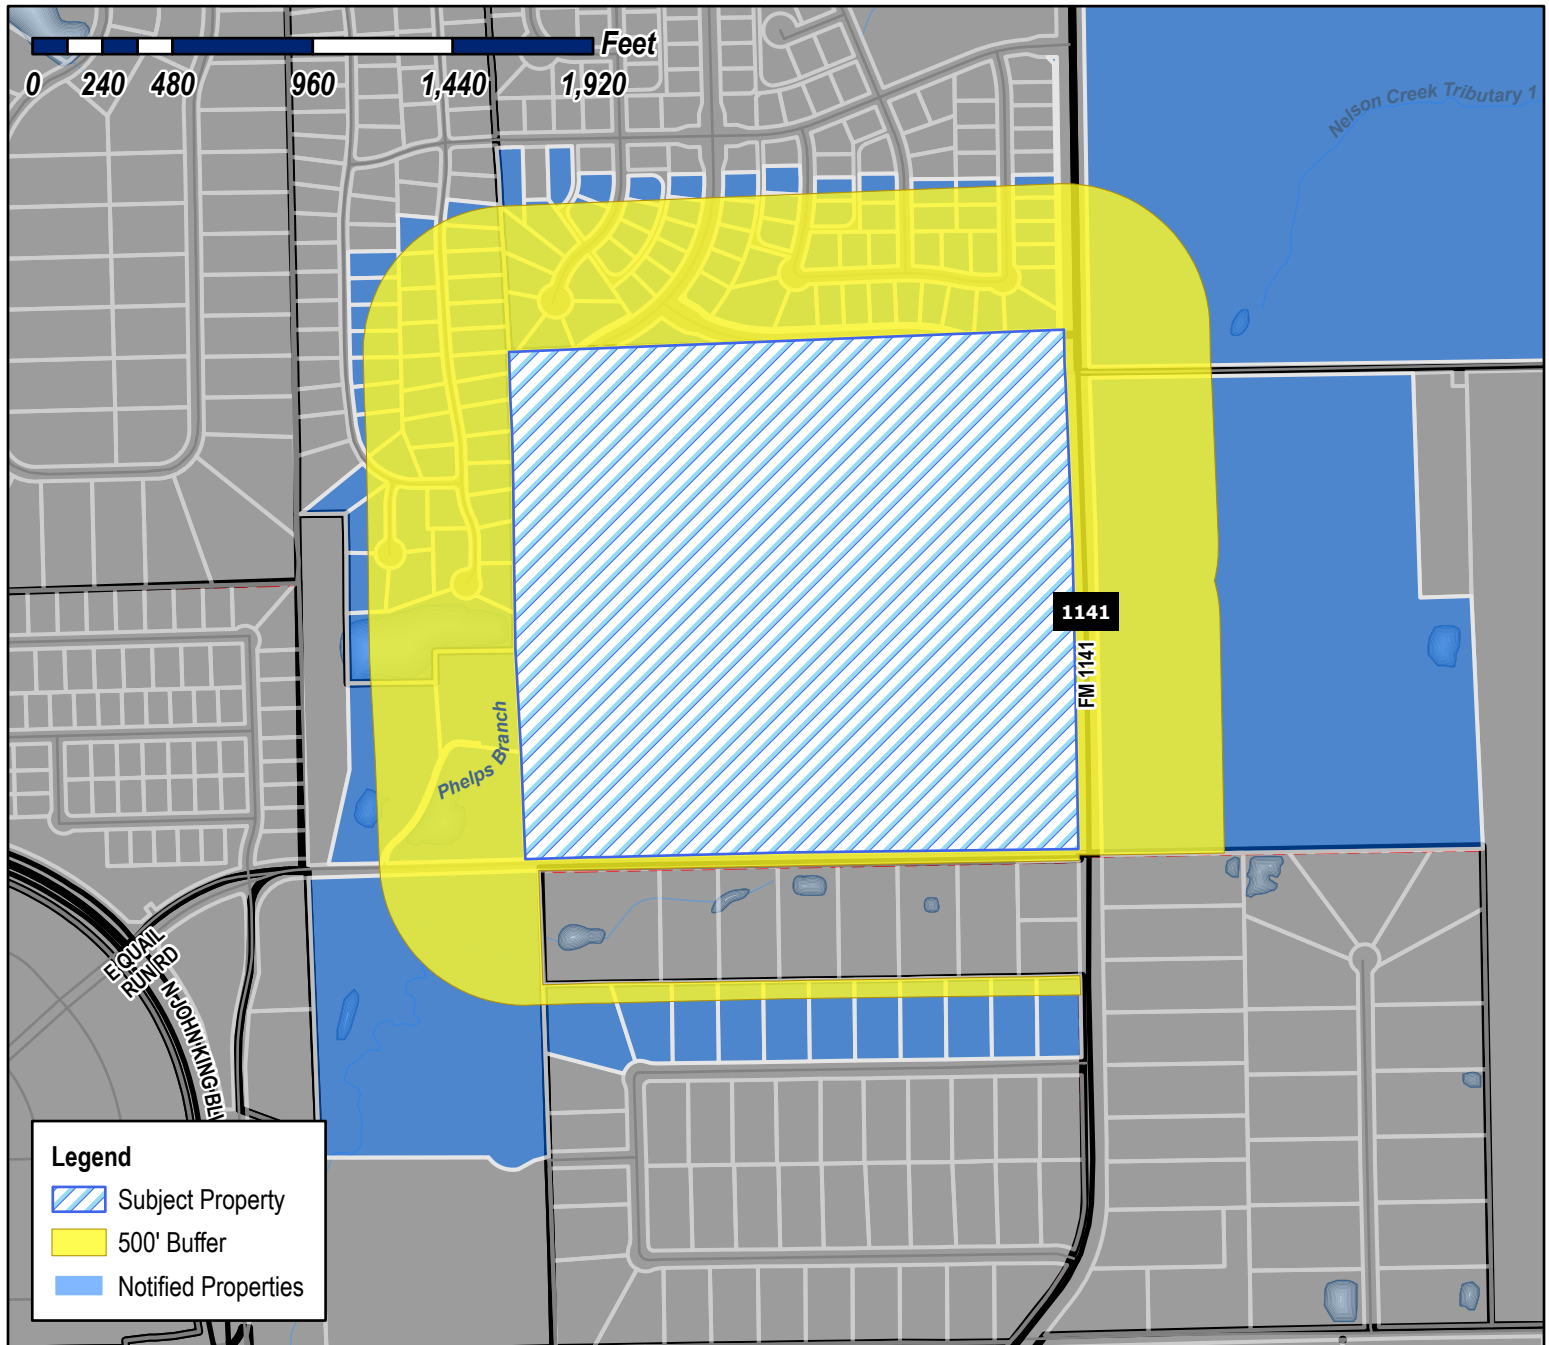 Feet
0 240 480 960 1,440 1,920
Nelson Creek Tributary 1
1141
FM 1141
Phelps Branch
E QUAIL
RUN RD
N JOHN KING BL
Legend
Subject Property
500' Buffer
Notified Properties